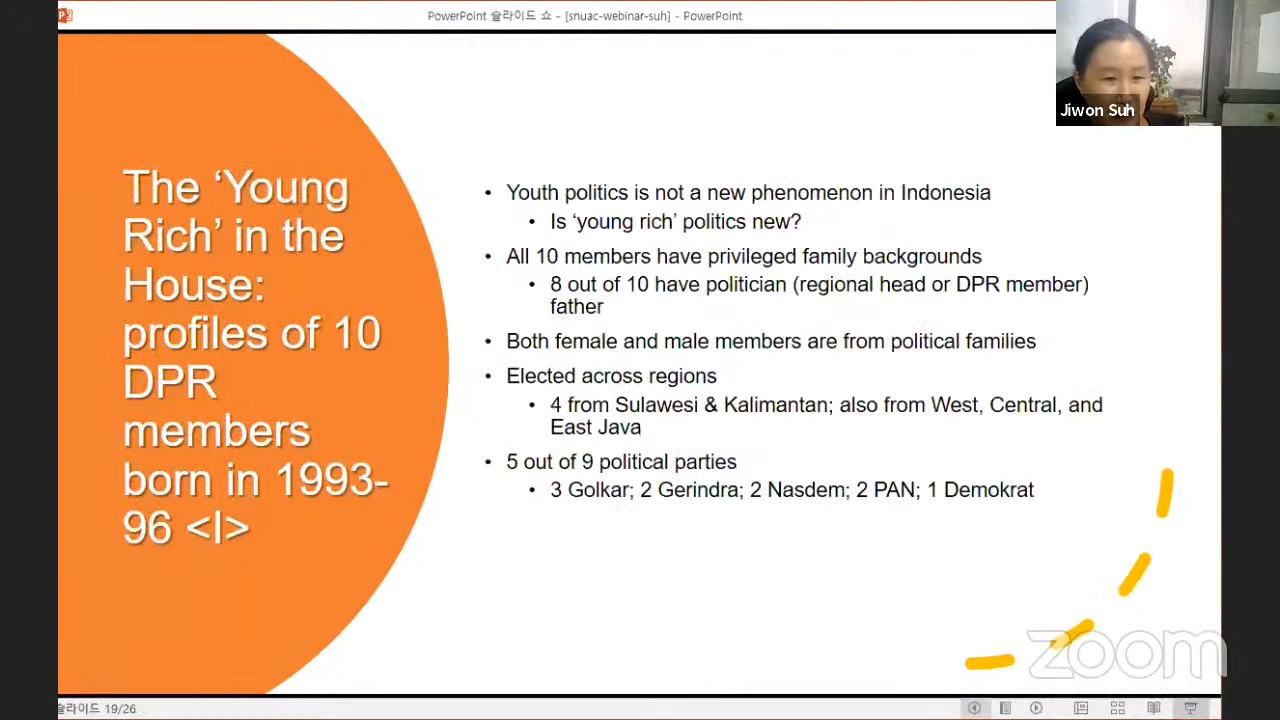 PowerPoint 슬라이드 쇼 - [snuac-webinar-suh] - PowerPoint
Jiwon Suh
The ‘Young
Rich’ in the
House:
profiles of 10
DPR
members
born in 1993-
96 <I>
• Youth politics is not a new phenomenon in Indonesia
• Is ‘young rich’ politics new?
• All 10 members have privileged family backgrounds
• 8 out of 10 have politician (regional head or DPR member)
father
• Both female and male members are from political families
• Elected across regions
• 4 from Sulawesi & Kalimantan; also from West, Central, and
East Java
• 5 out of 9 political parties
• 3 Golkar; 2 Gerindra; 2 Nasdem; 2 PAN; 1 Demokrat
zoom
슬라이드 19/26